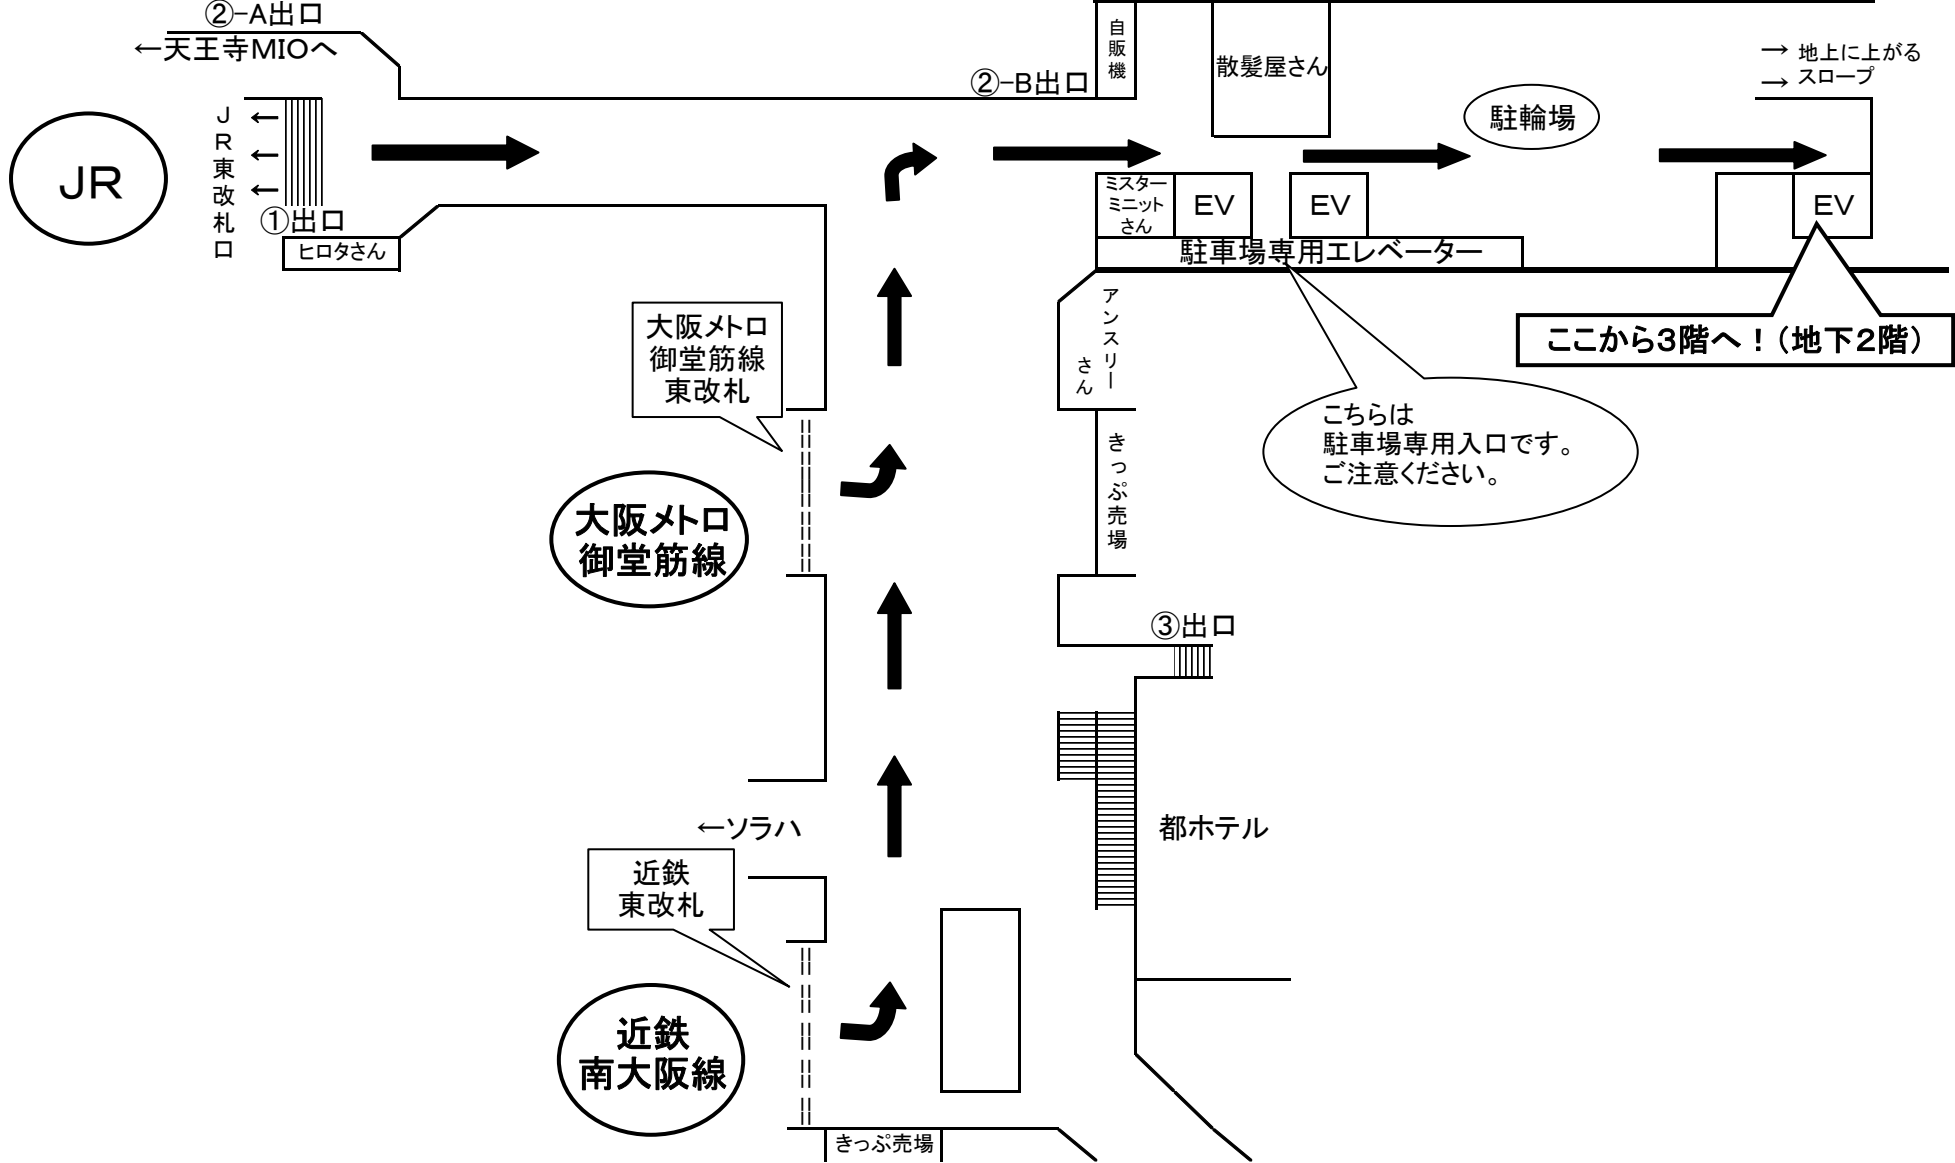 ②-A出口
←天王寺MIOへ
自販機
散髪屋さん
→ 地上に上がる
→ スロープ
②-B出口
駐輪場
JR
JR東改札口
①出口
ヒロタさん
ミスター
ミニット
さん
EV
EV
EV
駐車場専用エレベーター
大阪メトロ
御堂筋線
東改札
アンスリー
さん
ここから3階へ！（地下2階）
こちらは
駐車場専用入口です。
ご注意ください。
きっぷ売場
大阪メトロ
御堂筋線
③出口
←ソラハ
都ホテル
近鉄
東改札
近鉄
南大阪線
きっぷ売場